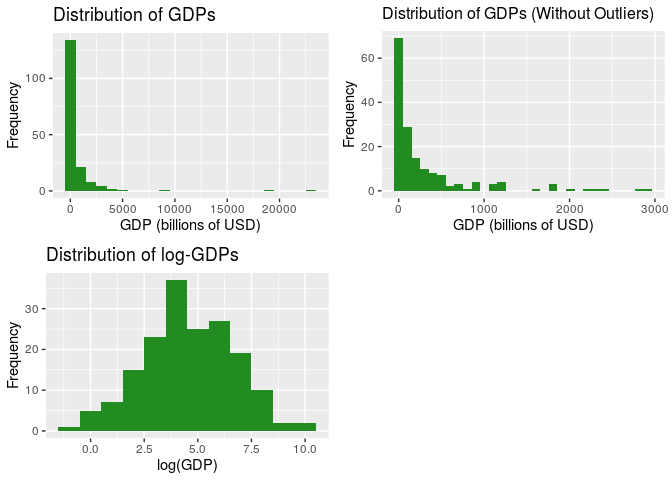 Distribution of GDPs
Frequency
100
50
0
0
5000
10000
15000
20000
GDP (billions of USD)
Distribution of GDPs (Without Outliers)
Frequency
60
40
20
0
0
1000
2000
3000
GDP (billions of USD)
Distribution of log-GDPs
Frequency
30
20
10
0
0.0
2.5
5.0
7.5
10.0
log(GDP)